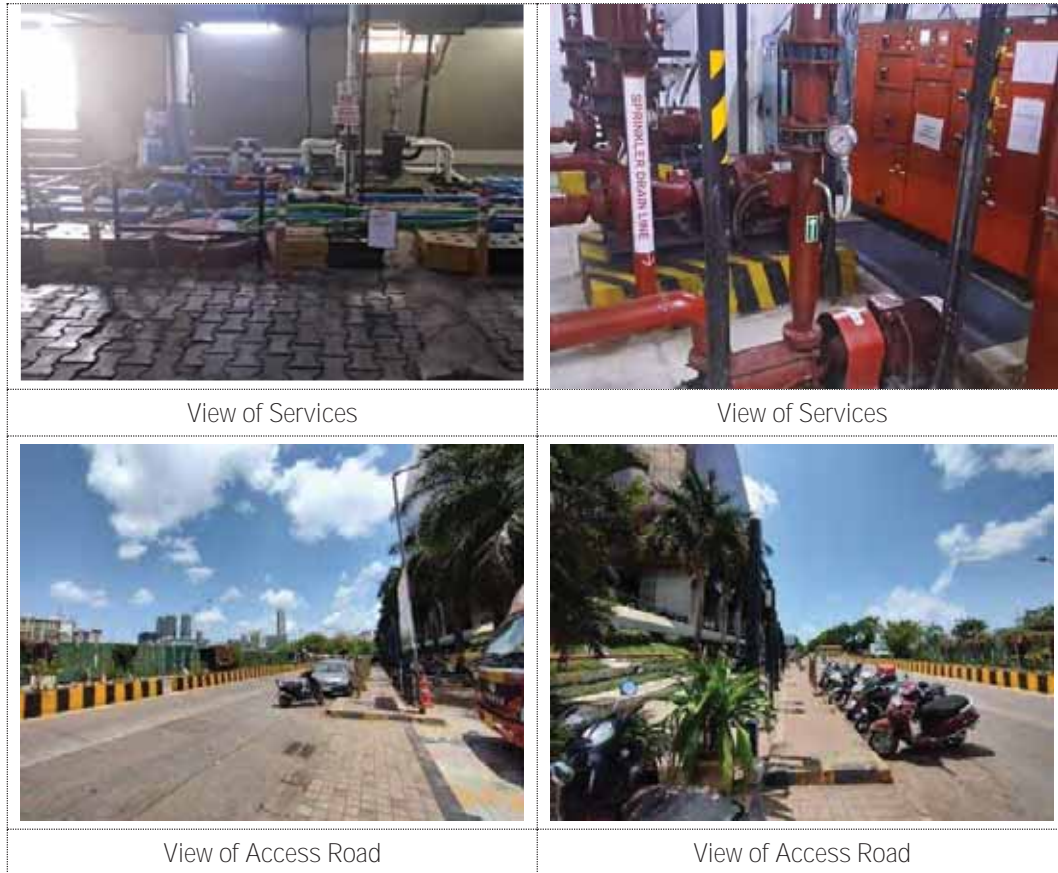 SPRINKLER DRAIN LINE
View of Services
View of Services
View of Access Road
View of Access Road